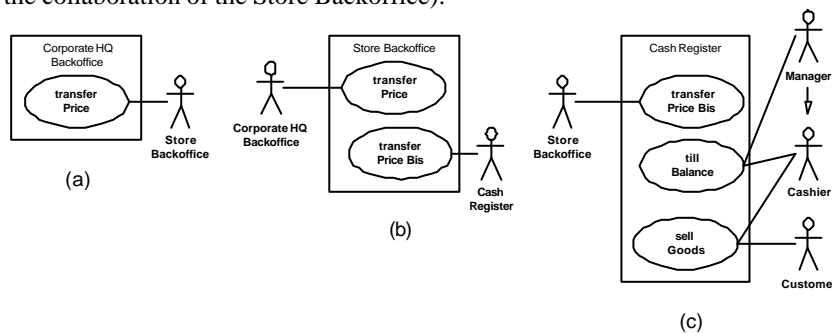 the collaboration of the Store Backoffice).
Corporate HQ
Backoffice
transfer
Price
Store
Backoffice
(a)
Store Backoffice
transfer
Price
Corporate HQ
Backoffice
transfer
Price Bis
Cash
Register
(b)
Cash Register
Manager
transfer
Price Bis
Store
Backoffice
till
Balance
Cashier
sell
Goods
Custome
(c)